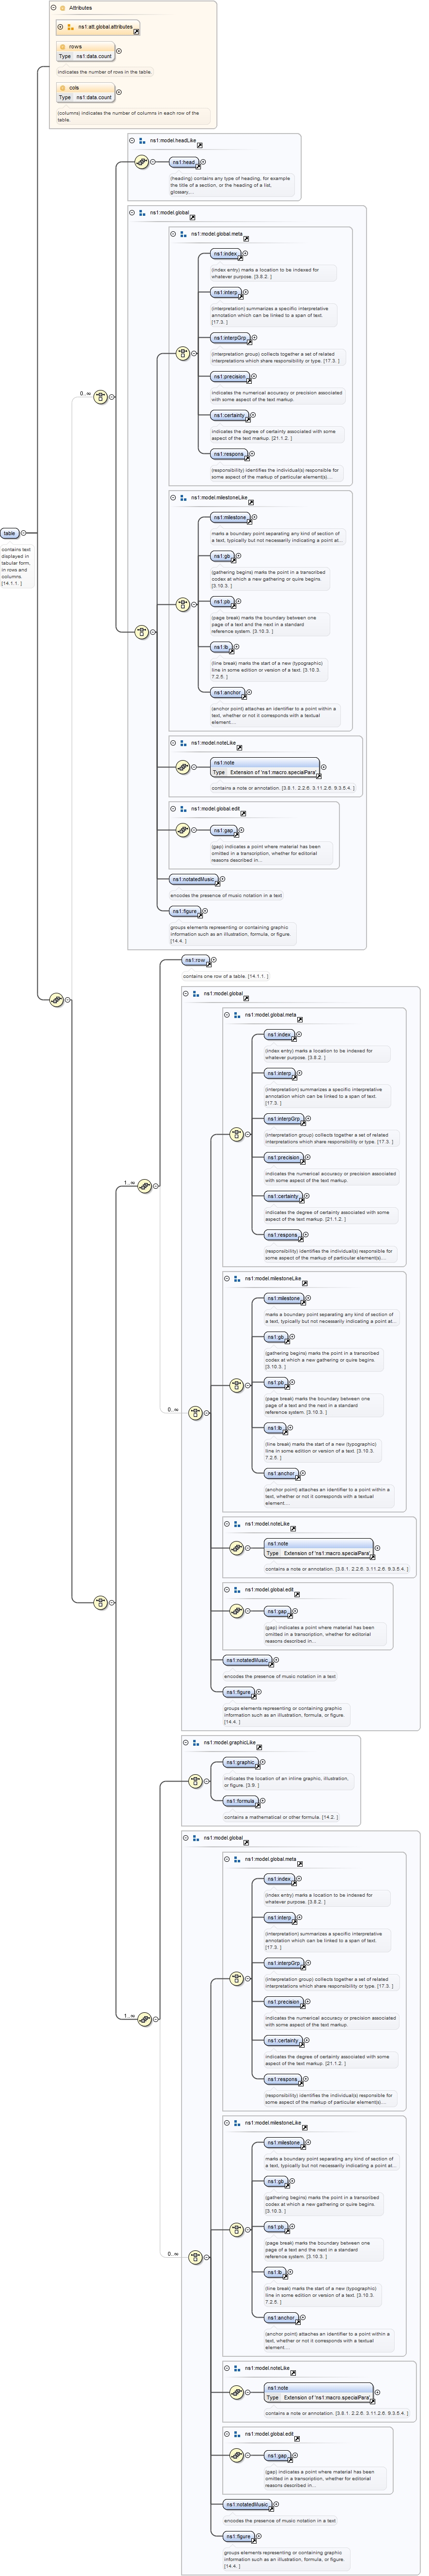 Attributes
ns1:att.global.attributes
rows
Type ns1:data.count
indicates the number of rows in the table.
cols
Type ns1:data.count
(columns) indicates the number of columns in each row of the
table.
ns1:model.headLike
ns1:head
(heading) contains any type of heading, for example
the title of a section, or the heading of a list,
glossary,...
ns1:model.global
ns1:model.global.meta
ns1:index
(index entry) marks a location to be indexed for
whatever purpose. [3.8.2. ]
ns1:interp
(interpretation) summarizes a specific interpretative
annotation which can be linked to a span of text.
[17.3. ]
ns1:interpGrp
(interpretation group) collects together a set of related
interpretations which share responsibility or type. [17.3. ]
ns1:precision
indicates the numerical accuracy or precision associated
with some aspect of the text markup.
0..∞
ns1:certainty
indicates the degree of certainty associated with some
aspect of the text markup. [21.1.2. ]
ns1:respons
(responsibility) identifies the individual(s) responsible for
some aspect of the markup of particular element(s)....
ns1:model.milestoneLike
ns1:milestone
table
marks a boundary point separating any kind of section of
a text, typically but not necessarily indicating a point at...
contains text
displayed in
tabular form,
in rows and
columns.
[14.1.1. ]
ns1:gb
(gathering begins) marks the point in a transcribed
codex at which a new gathering or quire begins.
[3.10.3. ]
ns1:pb
(page break) marks the boundary between one
page of a text and the next in a standard
reference system. [3.10.3. ]
ns1:lb
(line break) marks the start of a new (typographic)
line in some edition or version of a text. [3.10.3.
7.2.5. ]
ns1:anchor
(anchor point) attaches an identifier to a point within a
text, whether or not it corresponds with a textual
element....
ns1:model.noteLike
ns1:note
Type Extension of 'ns1:macro.specialPara'
contains a note or annotation. [3.8.1. 2.2.6. 3.11.2.6. 9.3.5.4. ]
ns1:model.global.edit
ns1:gap
(gap) indicates a point where material has been
omitted in a transcription, whether for editorial
reasons described in...
ns1:notatedMusic
encodes the presence of music notation in a text
ns1:figure
groups elements representing or containing graphic
information such as an illustration, formula, or figure.
[14.4. ]
ns1:row
contains one row of a table. [14.1.1. ]
ns1:model.global
ns1:model.global.meta
ns1:index
(index entry) marks a location to be indexed for
whatever purpose. [3.8.2. ]
ns1:interp
(interpretation) summarizes a specific interpretative
annotation which can be linked to a span of text.
[17.3. ]
ns1:interpGrp
(interpretation group) collects together a set of related
interpretations which share responsibility or type. [17.3. ]
ns1:precision
indicates the numerical accuracy or precision associated
with some aspect of the text markup.
1..∞
ns1:certainty
indicates the degree of certainty associated with some
aspect of the text markup. [21.1.2. ]
ns1:respons
(responsibility) identifies the individual(s) responsible for
some aspect of the markup of particular element(s)....
ns1:model.milestoneLike
ns1:milestone
marks a boundary point separating any kind of section of
a text, typically but not necessarily indicating a point at...
ns1:gb
(gathering begins) marks the point in a transcribed
codex at which a new gathering or quire begins.
[3.10.3. ]
ns1:pb
(page break) marks the boundary between one
page of a text and the next in a standard
reference system. [3.10.3. ]
0..∞
ns1:lb
(line break) marks the start of a new (typographic)
line in some edition or version of a text. [3.10.3.
7.2.5. ]
ns1:anchor
(anchor point) attaches an identifier to a point within a
text, whether or not it corresponds with a textual
element....
ns1:model.noteLike
ns1:note
Type Extension of 'ns1:macro.specialPara'
contains a note or annotation. [3.8.1. 2.2.6. 3.11.2.6. 9.3.5.4. ]
ns1:model.global.edit
ns1:gap
(gap) indicates a point where material has been
omitted in a transcription, whether for editorial
reasons described in...
ns1:notatedMusic
encodes the presence of music notation in a text
ns1:figure
groups elements representing or containing graphic
information such as an illustration, formula, or figure.
[14.4. ]
ns1:model.graphicLike
ns1:graphic
indicates the location of an inline graphic, illustration,
or figure. [3.9. ]
ns1:formula
contains a mathematical or other formula. [14.2. ]
ns1:model.global
ns1:model.global.meta
ns1:index
(index entry) marks a location to be indexed for
whatever purpose. [3.8.2. ]
ns1:interp
(interpretation) summarizes a specific interpretative
annotation which can be linked to a span of text.
[17.3. ]
ns1:interpGrp
(interpretation group) collects together a set of related
interpretations which share responsibility or type. [17.3. ]
ns1:precision
1..∞
indicates the numerical accuracy or precision associated
with some aspect of the text markup.
ns1:certainty
indicates the degree of certainty associated with some
aspect of the text markup. [21.1.2. ]
ns1:respons
(responsibility) identifies the individual(s) responsible for
some aspect of the markup of particular element(s)....
ns1:model.milestoneLike
ns1:milestone
marks a boundary point separating any kind of section of
a text, typically but not necessarily indicating a point at...
ns1:gb
(gathering begins) marks the point in a transcribed
codex at which a new gathering or quire begins.
[3.10.3. ]
ns1:pb
(page break) marks the boundary between one
page of a text and the next in a standard
reference system. [3.10.3. ]
0..∞
ns1:lb
(line break) marks the start of a new (typographic)
line in some edition or version of a text. [3.10.3.
7.2.5. ]
ns1:anchor
(anchor point) attaches an identifier to a point within a
text, whether or not it corresponds with a textual
element....
ns1:model.noteLike
ns1:note
Type Extension of 'ns1:macro.specialPara'
contains a note or annotation. [3.8.1. 2.2.6. 3.11.2.6. 9.3.5.4. ]
ns1:model.global.edit
ns1:gap
(gap) indicates a point where material has been
omitted in a transcription, whether for editorial
reasons described in...
ns1:notatedMusic
encodes the presence of music notation in a text
ns1:figure
groups elements representing or containing graphic
information such as an illustration, formula, or figure.
[14.4. ]